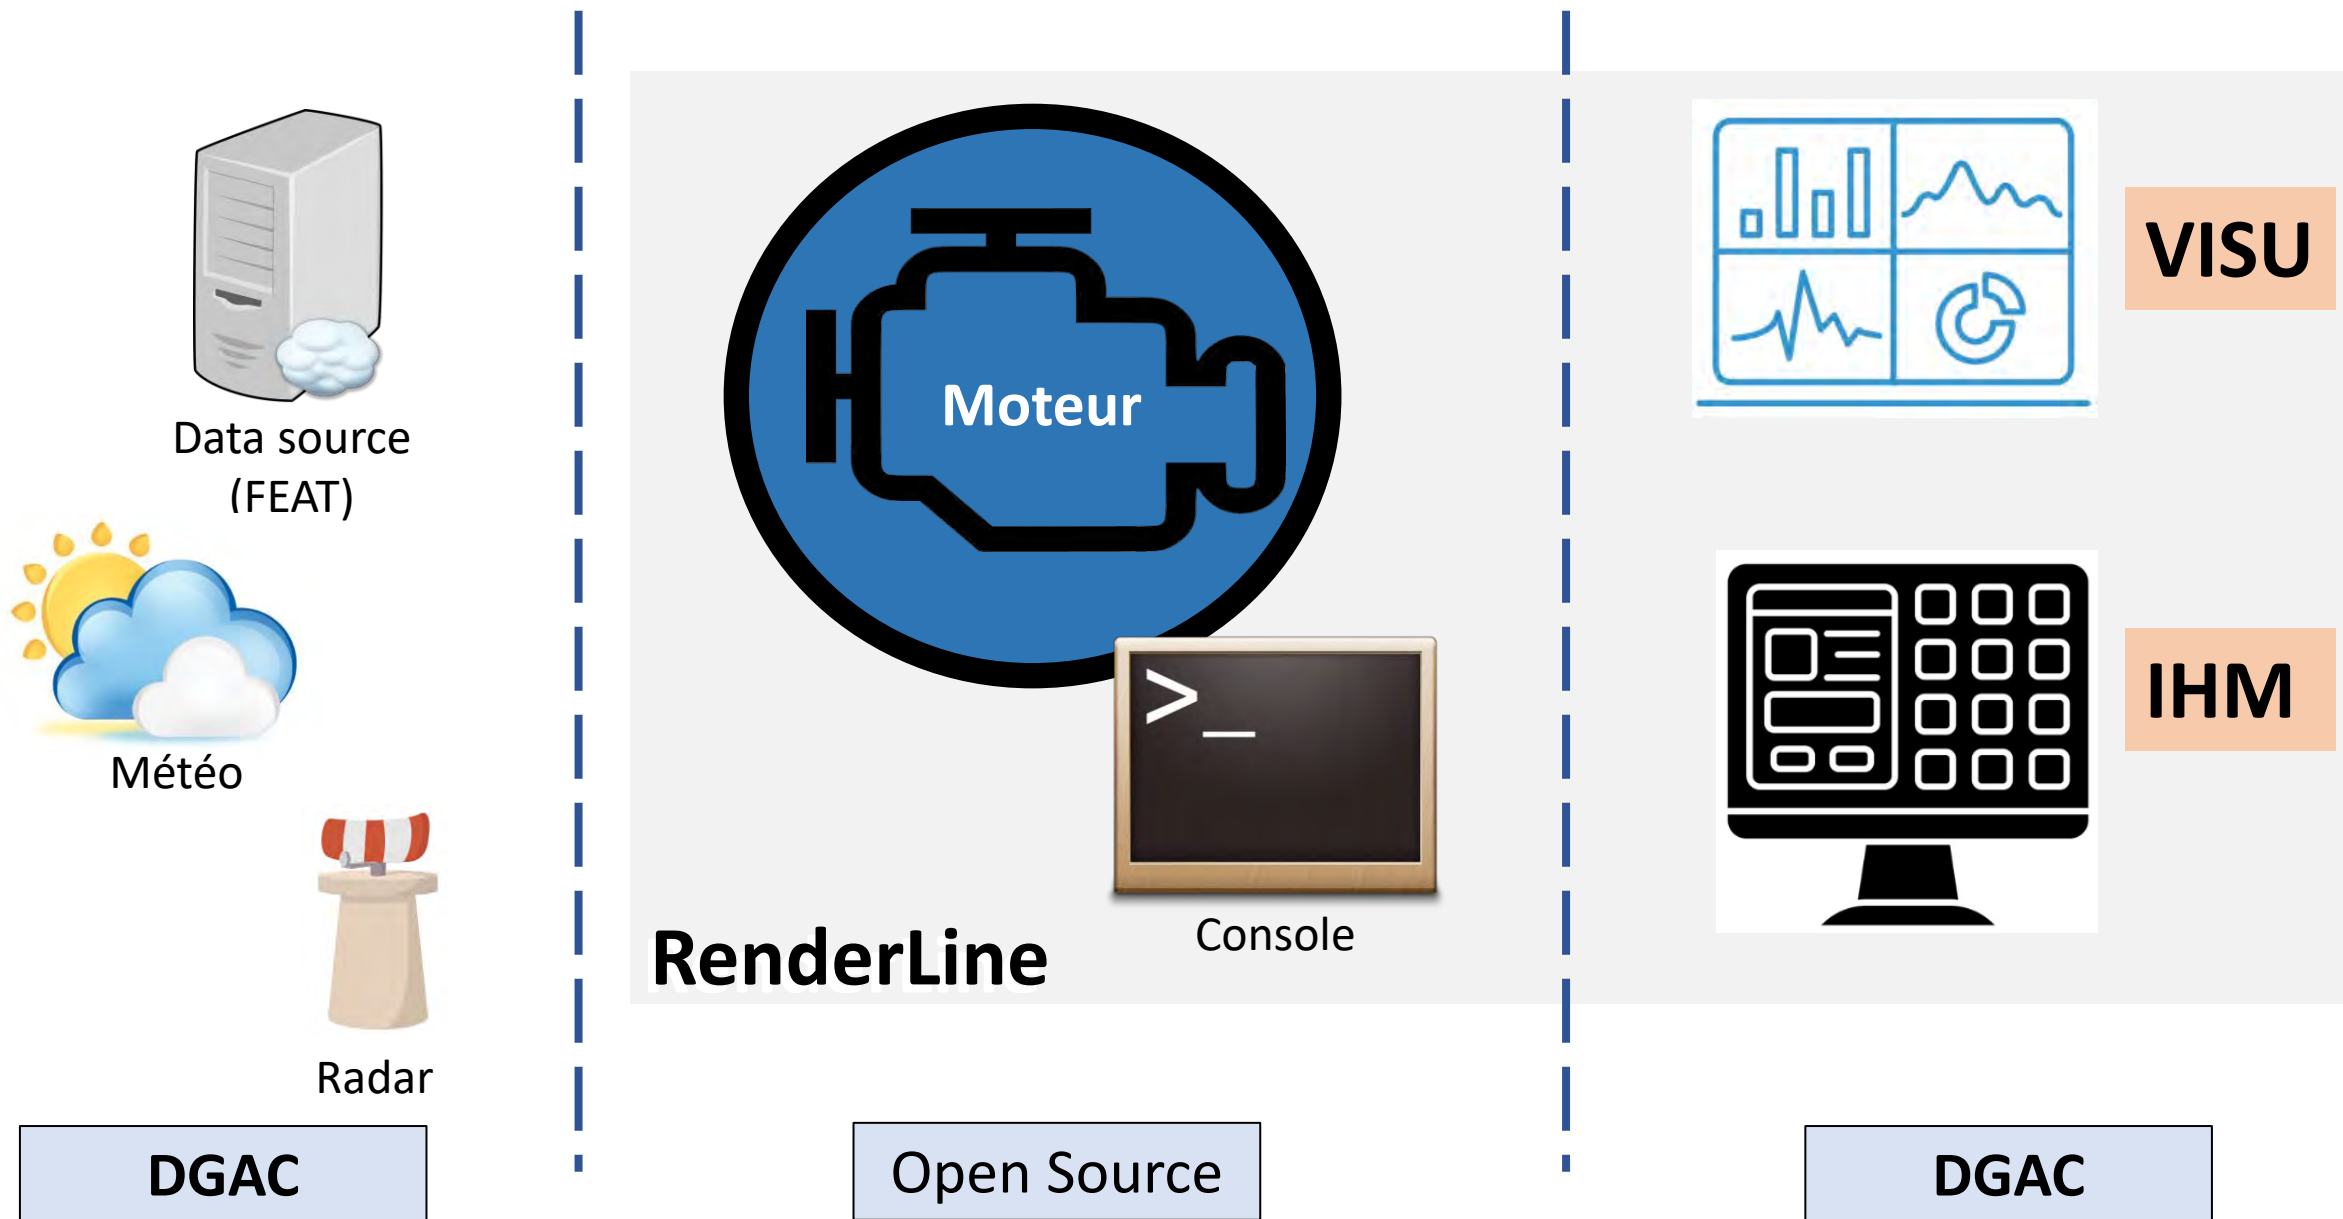 Data source
(FEAT)
Météo
Radar
DGAC
Moteur
>_
Console
RenderLine
Open Source
VISU
IHM
DGAC